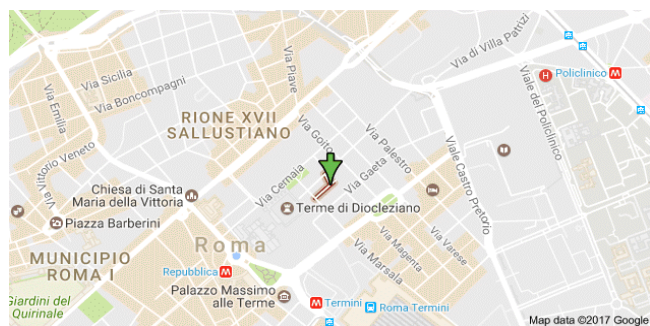 Via di Villa Patrizi
Via Sicilia
Via Piave
Policlinico M
H
Via Boncompagni
Via Emilia
Viale del Policlinico
RIONE XVII
SALLUSTIANO
Via Goito
Via Palestro
Viale Castro Pretorio
Via Vittorio Veneto
Via Cernaia
Via Gaeta
Chiesa di Santa
Maria della Vittoria
Terme di Diocleziano
Piazza Barberini
Roma
Via Magenta
Via Varese
MUNICIPIO
ROMA I
Via Marsala
Repubblica M
Palazzo Massimo
alle Terme
M Termini
Roma Termini
Giardini del
Quirinale
Map data ©2017 Google